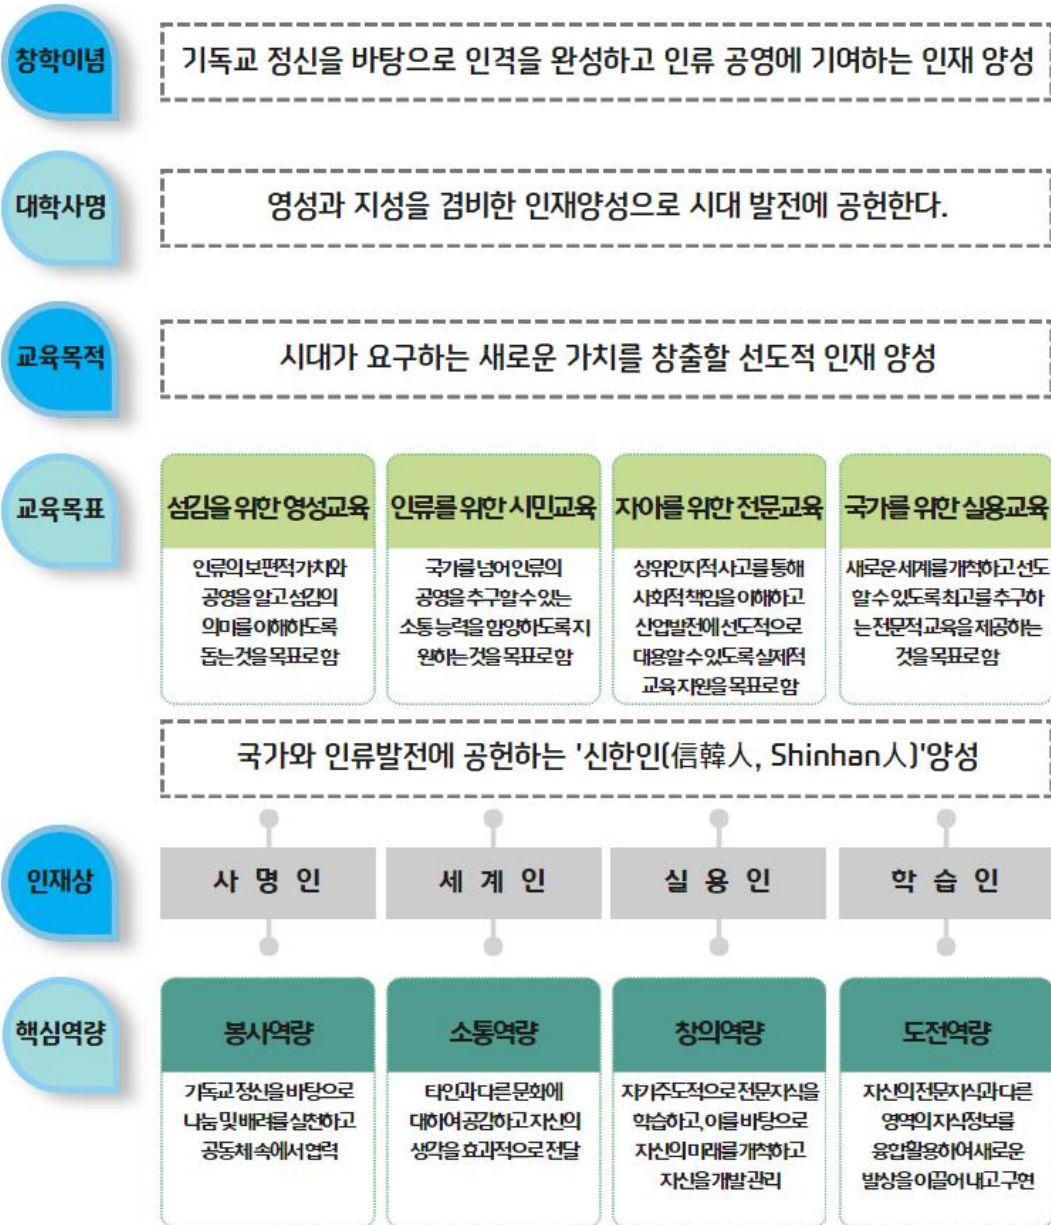 창학이념
기독교 정신을 바탕으로 인격을 완성하고 인류 공영에 기여하는 인재 양성
대학사명
영성과 지성을 겸비한 인재양성으로 시대 발전에 공헌한다.
교육목적
시대가 요구하는 새로운 가치를 창출할 선도적 인재 양성
교육목표
섬김을 위한 영성교육
인류의 보편적 가치와
공영을 알고 섬김의
의미를 이해하도록
돕는 것을 목표로 함
인류를 위한 시민교육
국가를 넘어 인류의
공영을 추구할 수 있는
소통 능력을 함양하도록 지
원하는 것을 목표로 함
자아를 위한 전문교육
상위인지적 사고를 통해
사회적 책임을 이해하고
산업발전에 선도적으로
대응할 수 있도록 실제적
교육 지원을 목표로 함
국가를 위한 실용교육
새로운 세계를 개척하고 선도
할 수 있도록 최고를 추구하
는 전문적 교육을 제공하는
것을 목표로 함
국가와 인류발전에 공헌하는 '신한인(信韓人, Shinhan人)'양성
인재상
사 명 인
세 계 인
실 용 인
학 습 인
핵심역량
봉사역량
기독교 정신을 바탕으로
나눔 및 배려를 실천하고
공동체 속에서 협력
소통역량
타인과 다른 문화에
대하여 공감하고 자신의
생각을 효과적으로 전달
창의역량
자기주도적으로 전문지식을
학습하고, 이를 바탕으로
자신의 미래를 개척하고
자신을 개발 관리
도전역량
자신의 전문지식과 다른
영역의 지식정보를
융합활용하여 새로운
발상을 이끌어 내고 구현